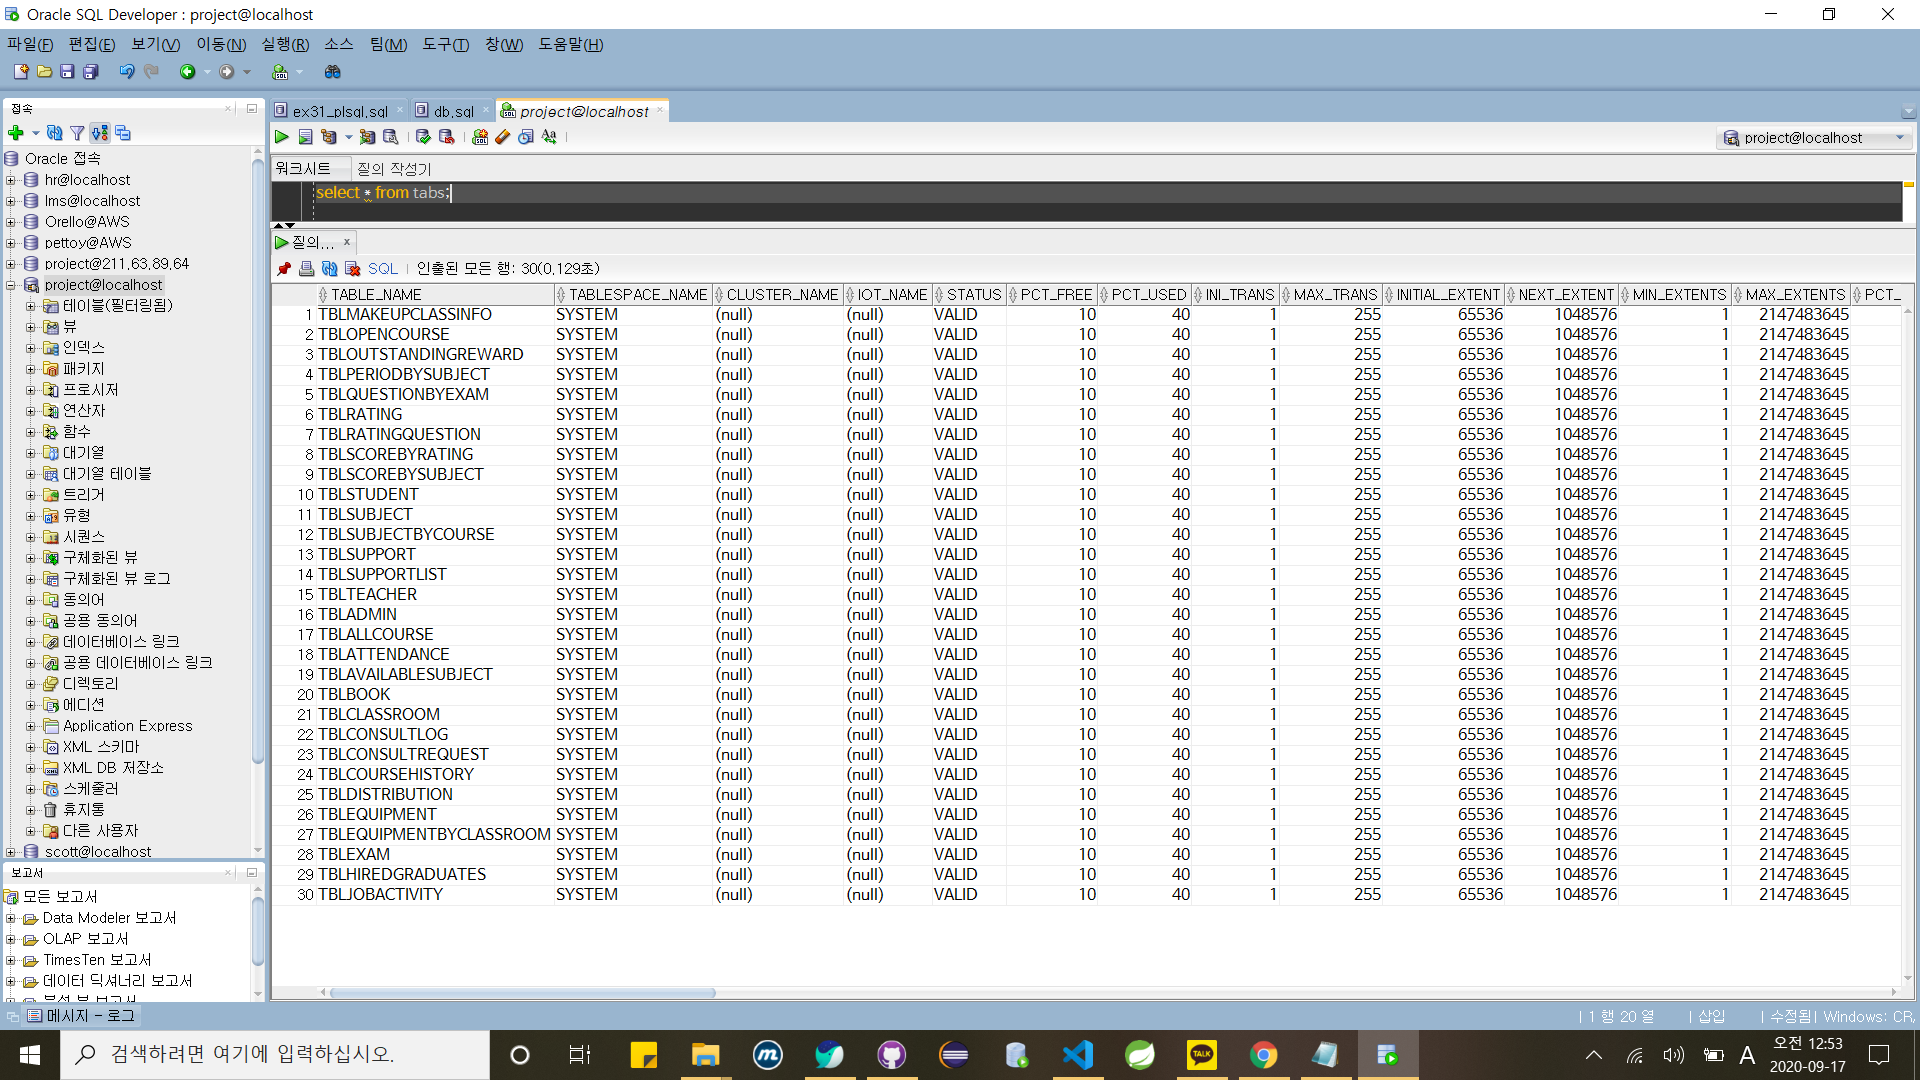 Oracle SQL Developer : project@localhost
파일(F) 편집(E) 보기(V) 이동(N) 실행(R) 소스 팀(M) 도구(T) 창(W) 도움말(H)
접속
Oracle 접속
hr@localhost
lms@localhost
Orello@AWS
pettoy@AWS
project@211.63.89.64
project@localhost
테이블(필터링됨)
뷰
인덱스
패키지
프로시저
연산자
함수
대기열
대기열 테이블
트리거
유형
시퀀스
구체화된 뷰
구체화된 뷰 로그
동의어
공용 동의어
데이터베이스 링크
공용 데이터베이스 링크
디렉토리
에디션
Application Express
XML 스키마
XML DB 저장소
스케줄러
휴지통
다른 사용자
scott@localhost
보고서
모든 보고서
Data Modeler 보고서
OLAP 보고서
TimesTen 보고서
데이터 딕셔너리 보고서
분석 뷰 보고서
ex31_plsql.sql db.sql project@localhost
project@localhost
워크시트 질의 작성기
select * from tabs;
질의...
SQL 인출된 모든 행: 30(0.129초)
TABLE_NAME TABLESPACE_NAME CLUSTER_NAME IOT_NAME STATUS PCT_FREE PCT_USED INI_TRANS MAX_TRANS INITIAL_EXTENT NEXT_EXTENT MIN_EXTENTS MAX_EXTENTS PCT_
1 TBLMAKEUPCLASSINFO SYSTEM (null) (null) VALID 10 40 1 255 65536 1048576 1 2147483645
2 TBLOPENCOURSE SYSTEM (null) (null) VALID 10 40 1 255 65536 1048576 1 2147483645
3 TBLOUTSTANDINGREWARD SYSTEM (null) (null) VALID 10 40 1 255 65536 1048576 1 2147483645
4 TBLPERIODBYSUBJECT SYSTEM (null) (null) VALID 10 40 1 255 65536 1048576 1 2147483645
5 TBLQUESTIONBYEXAM SYSTEM (null) (null) VALID 10 40 1 255 65536 1048576 1 2147483645
6 TBLRATING SYSTEM (null) (null) VALID 10 40 1 255 65536 1048576 1 2147483645
7 TBLRATINGQUESTION SYSTEM (null) (null) VALID 10 40 1 255 65536 1048576 1 2147483645
8 TBLSCOREBYRATING SYSTEM (null) (null) VALID 10 40 1 255 65536 1048576 1 2147483645
9 TBLSCOREBYSUBJECT SYSTEM (null) (null) VALID 10 40 1 255 65536 1048576 1 2147483645
10 TBLSTUDENT SYSTEM (null) (null) VALID 10 40 1 255 65536 1048576 1 2147483645
11 TBLSUBJECT SYSTEM (null) (null) VALID 10 40 1 255 65536 1048576 1 2147483645
12 TBLSUBJECTBYCOURSE SYSTEM (null) (null) VALID 10 40 1 255 65536 1048576 1 2147483645
13 TBLSUPPORT SYSTEM (null) (null) VALID 10 40 1 255 65536 1048576 1 2147483645
14 TBLSUPPORTLIST SYSTEM (null) (null) VALID 10 40 1 255 65536 1048576 1 2147483645
15 TBLTEACHER SYSTEM (null) (null) VALID 10 40 1 255 65536 1048576 1 2147483645
16 TBLADMIN SYSTEM (null) (null) VALID 10 40 1 255 65536 1048576 1 2147483645
17 TBLALLCOURSE SYSTEM (null) (null) VALID 10 40 1 255 65536 1048576 1 2147483645
18 TBLATTENDANCE SYSTEM (null) (null) VALID 10 40 1 255 65536 1048576 1 2147483645
19 TBLAVAILABLESUBJECT SYSTEM (null) (null) VALID 10 40 1 255 65536 1048576 1 2147483645
20 TBLBOOK SYSTEM (null) (null) VALID 10 40 1 255 65536 1048576 1 2147483645
21 TBLCLASSROOM SYSTEM (null) (null) VALID 10 40 1 255 65536 1048576 1 2147483645
22 TBLCONSULTLOG SYSTEM (null) (null) VALID 10 40 1 255 65536 1048576 1 2147483645
23 TBLCONSULTREQUEST SYSTEM (null) (null) VALID 10 40 1 255 65536 1048576 1 2147483645
24 TBLCOURSEHISTORY SYSTEM (null) (null) VALID 10 40 1 255 65536 1048576 1 2147483645
25 TBLDISTRIBUTION SYSTEM (null) (null) VALID 10 40 1 255 65536 1048576 1 2147483645
26 TBLEQUIPMENT SYSTEM (null) (null) VALID 10 40 1 255 65536 1048576 1 2147483645
27 TBLEQUIPMENTBYCLASSROOM SYSTEM (null) (null) VALID 10 40 1 255 65536 1048576 1 2147483645
28 TBLEXAM SYSTEM (null) (null) VALID 10 40 1 255 65536 1048576 1 2147483645
29 TBLHIREDGRADUATES SYSTEM (null) (null) VALID 10 40 1 255 65536 1048576 1 2147483645
30 TBLJOBACTIVITY SYSTEM (null) (null) VALID 10 40 1 255 65536 1048576 1 2147483645
메시지 - 로그
1 행 20 열 삽입 수정됨 Windows: CR,
검색하려면 여기에 입력하십시오.
TALK
A
오전 12:53
2020-09-17